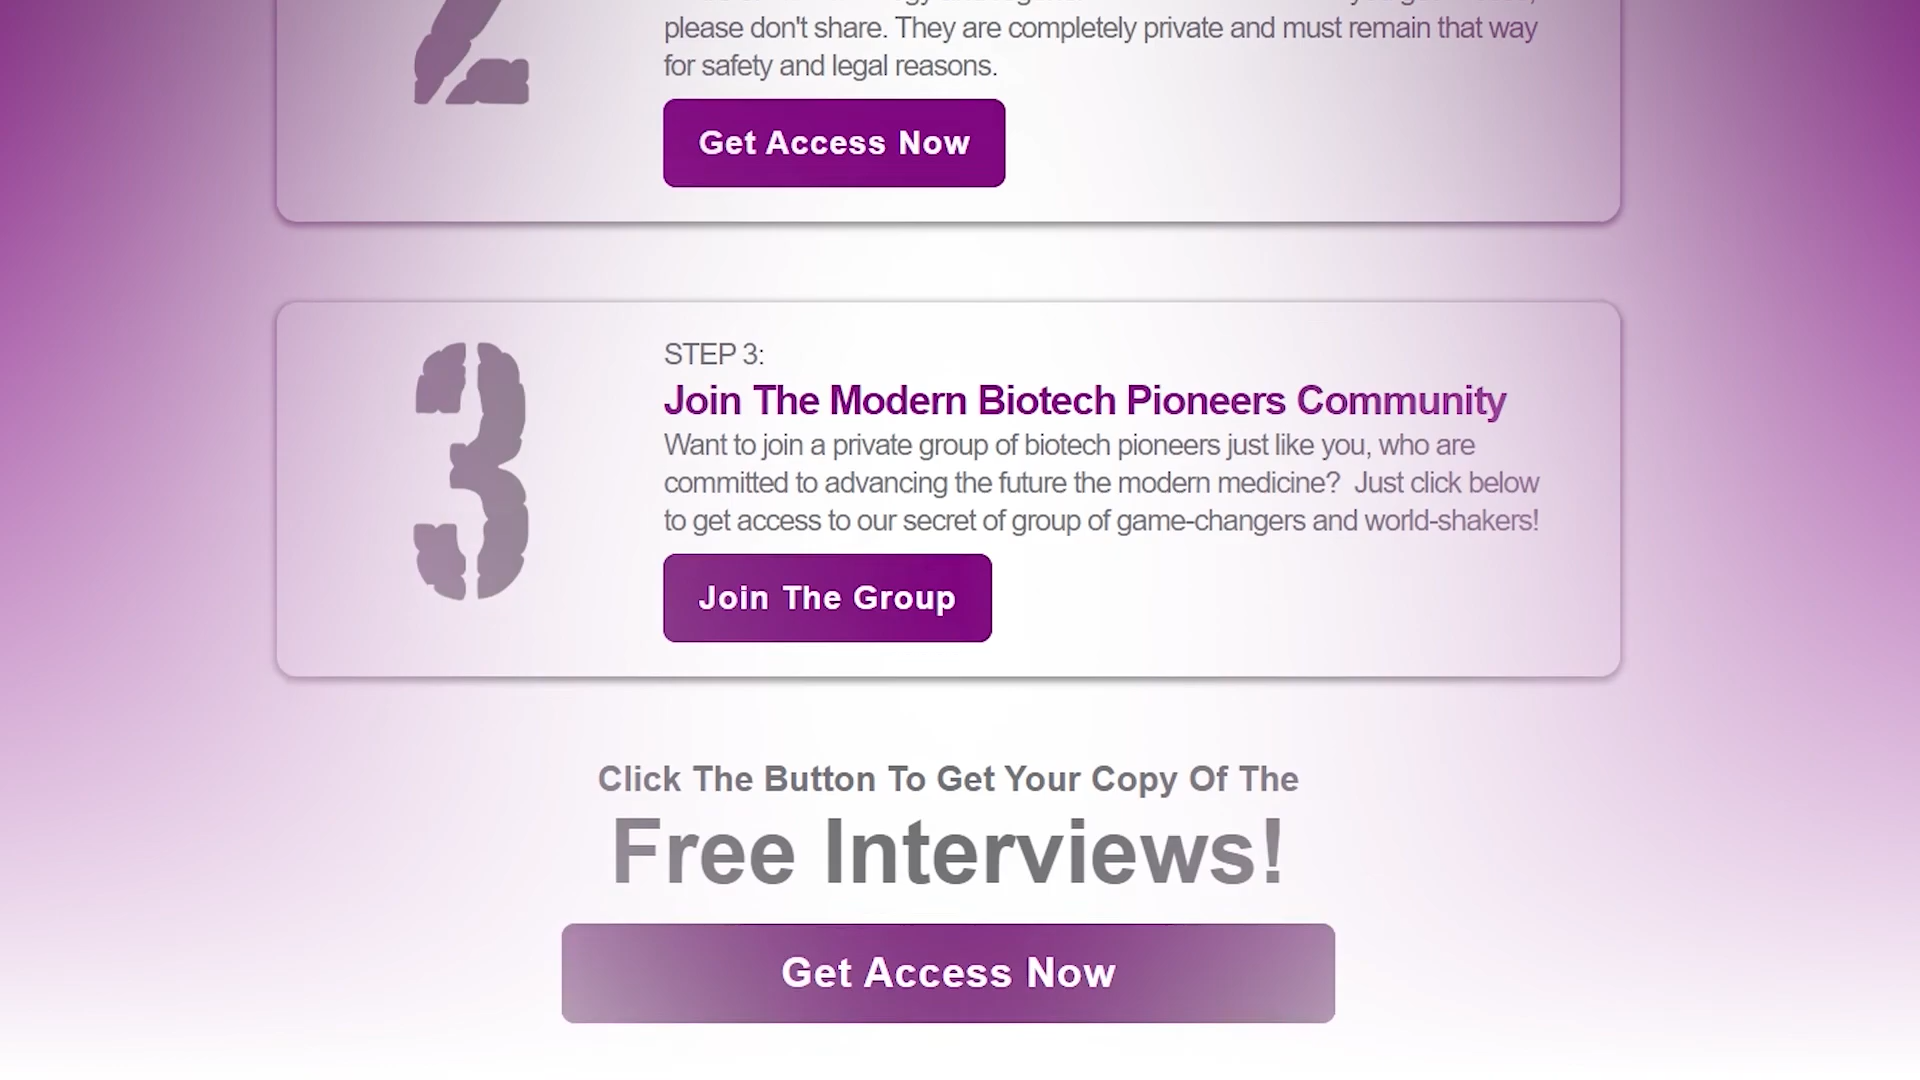 2
please don't share. They are completely private and must remain that way
for safety and legal reasons.
Get Access Now
3
STEP 3:
Join The Modern Biotech Pioneers Community
Want to join a private group of biotech pioneers just like you, who are
committed to advancing the future the modern medicine?  Just click below
to get access to our secret of group of game-changers and world-shakers!
Join The Group
Click The Button To Get Your Copy Of The
Free Interviews!
Get Access Now